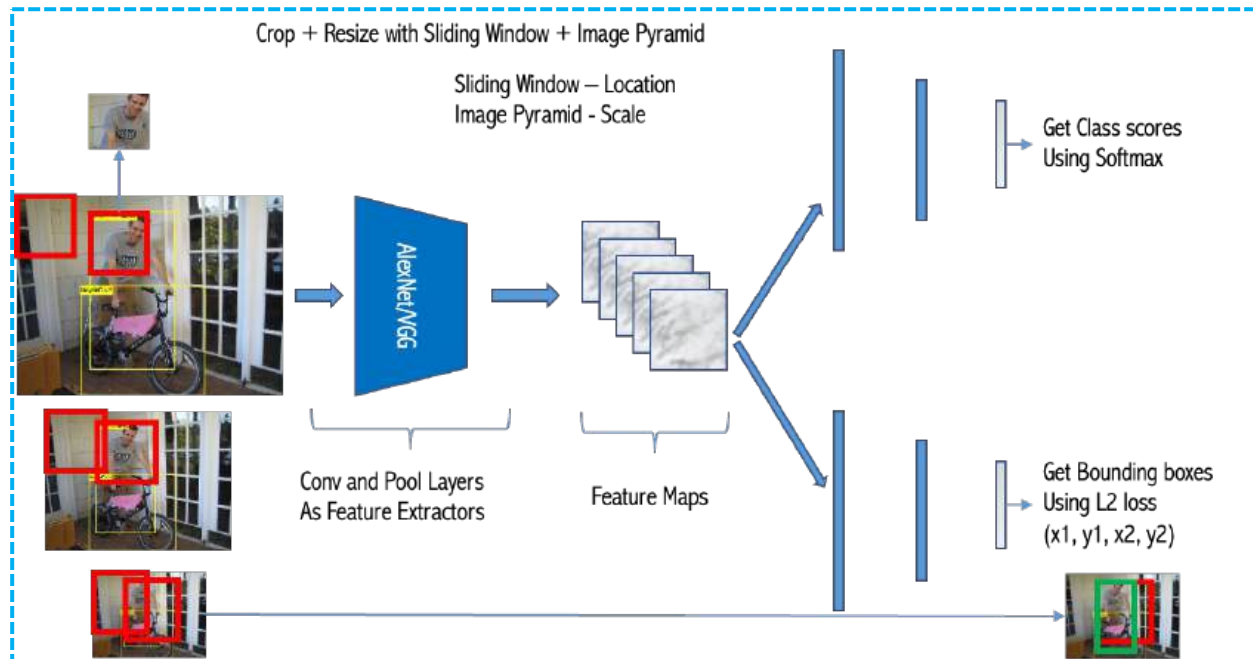 Crop + Resize with Sliding Window + Image Pyramid
Sliding Window – Location
Image Pyramid - Scale
Get Class scores
Using Softmax
AlexNet/VGG
Conv and Pool Layers
As Feature Extractors
Feature Maps
Get Bounding boxes
Using L2 loss
(x1, y1, x2, y2)